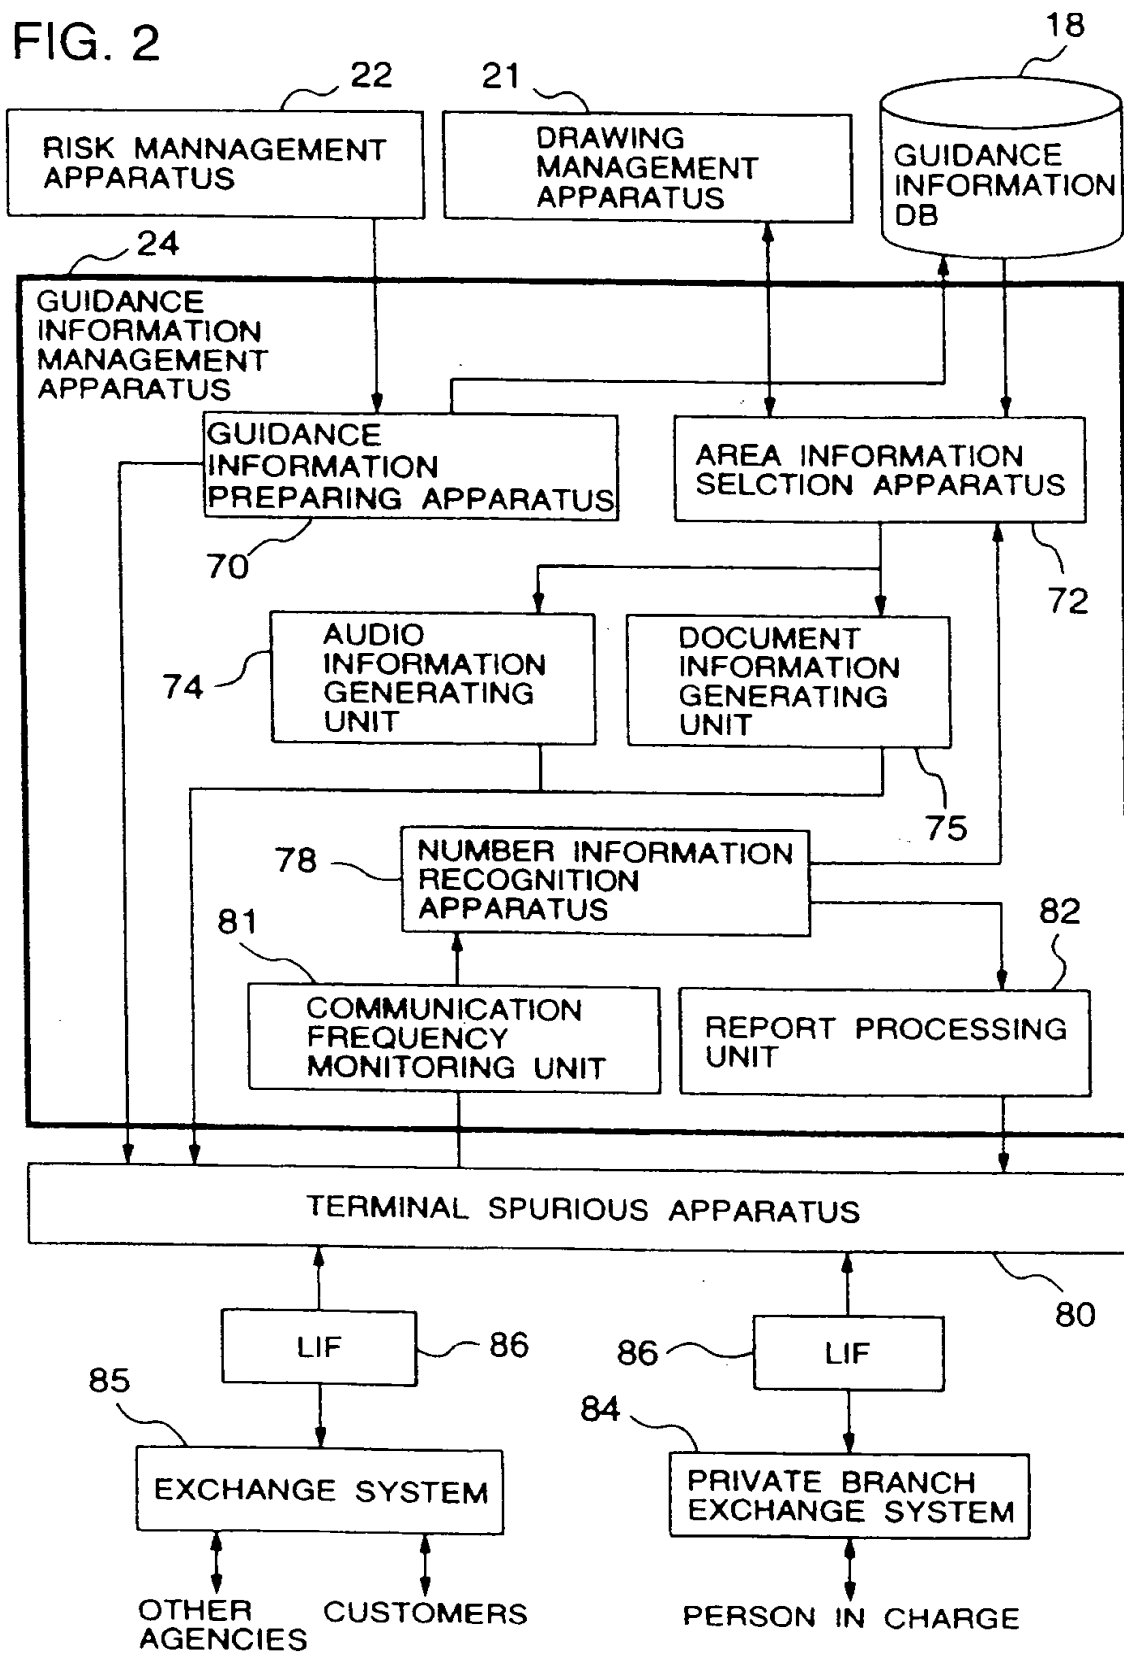 FIG. 2
18
22
21
RISK MANNAGEMENT
APPARATUS
DRAWING
MANAGEMENT
APPARATUS
GUIDANCE
INFORMATION
DB
24
GUIDANCE
INFORMATION
MANAGEMENT
APPARATUS
GUIDANCE
INFORMATION
PREPARING APPARATUS
AREA INFORMATION
SELCTION APPARATUS
70
72
AUDIO
INFORMATION
GENERATING
UNIT
DOCUMENT
INFORMATION
GENERATING
UNIT
74
75
78
NUMBER INFORMATION
RECOGNITION
APPARATUS
81
82
COMMUNICATION
FREQUENCY
MONITORING UNIT
REPORT PROCESSING
UNIT
TERMINAL SPURIOUS APPARATUS
80
LIF
86
86
LIF
85
84
EXCHANGE SYSTEM
PRIVATE BRANCH
EXCHANGE SYSTEM
OTHER
AGENCIES
CUSTOMERS
PERSON IN CHARGE